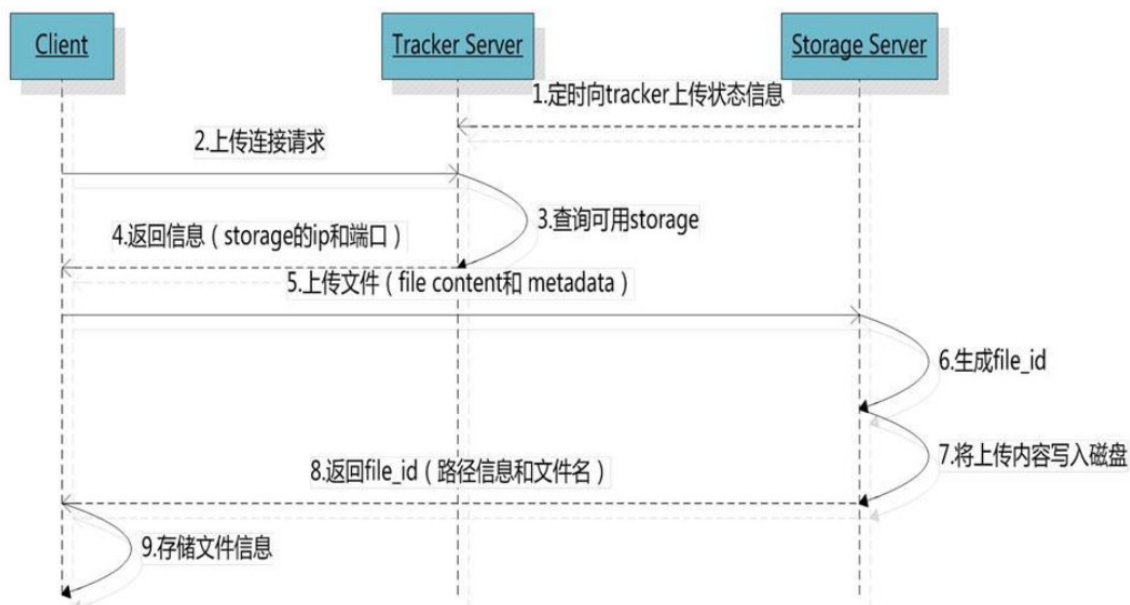 Client
Tracker Server
Storage Server
1.定时向tracker上传状态信息
2.上传连接请求
3.查询可用storage
4.返回信（storage的ip和端口）
5.上传文件（file content和 metadata）
6.生成file_id
7.将上传内容写入磁盘
8.返回file_id（路径信息和文件名）
9.存储文件信息